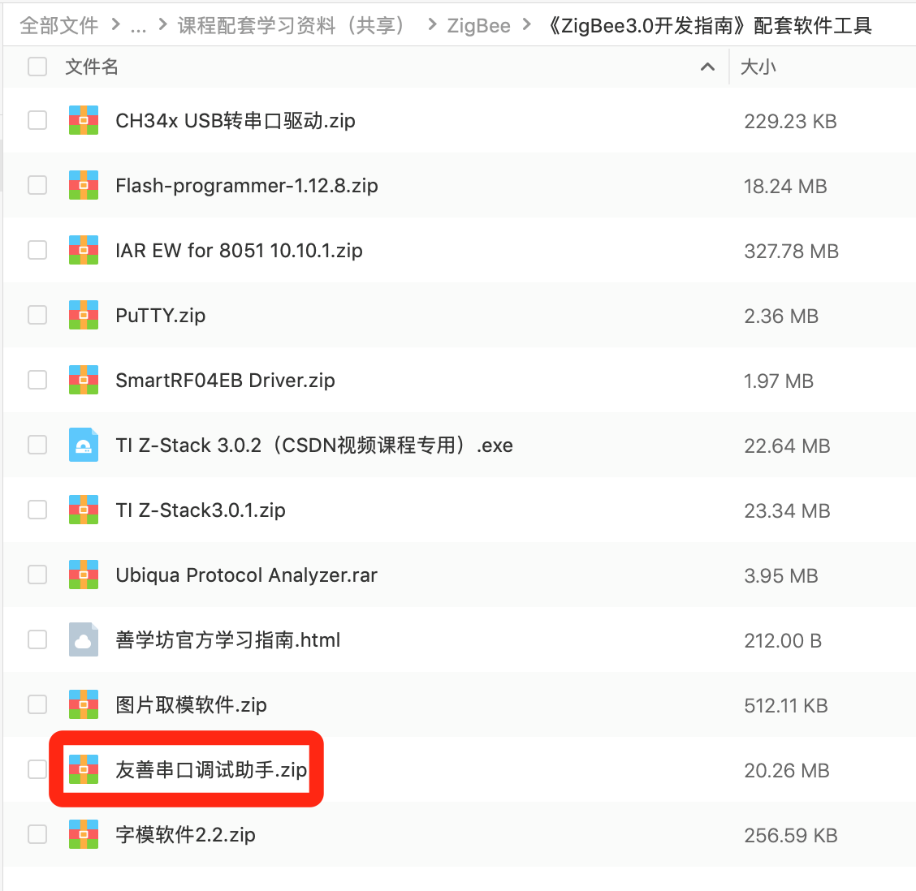 全部文件 > ... > 课程配套学习资料（共享） > ZigBee > 《ZigBee3.0开发指南》配套软件工具
文件名 大小
CH34x USB转串口驱动.zip 229.23 KB
Flash-programmer-1.12.8.zip 18.24 MB
IAR EW for 8051 10.10.1.zip 327.78 MB
PuTTY.zip 2.36 MB
SmartRF04EB Driver.zip 1.97 MB
TI Z-Stack 3.0.2（CSDN视频课程专用）.exe 22.64 MB
TI Z-Stack3.0.1.zip 23.34 MB
Ubiqua Protocol Analyzer.rar 3.95 MB
善学坊官方学习指南.html 212.00 B
图片取模软件.zip 512.11 KB
友善串口调试助手.zip 20.26 MB
字模软件2.2.zip 256.59 KB